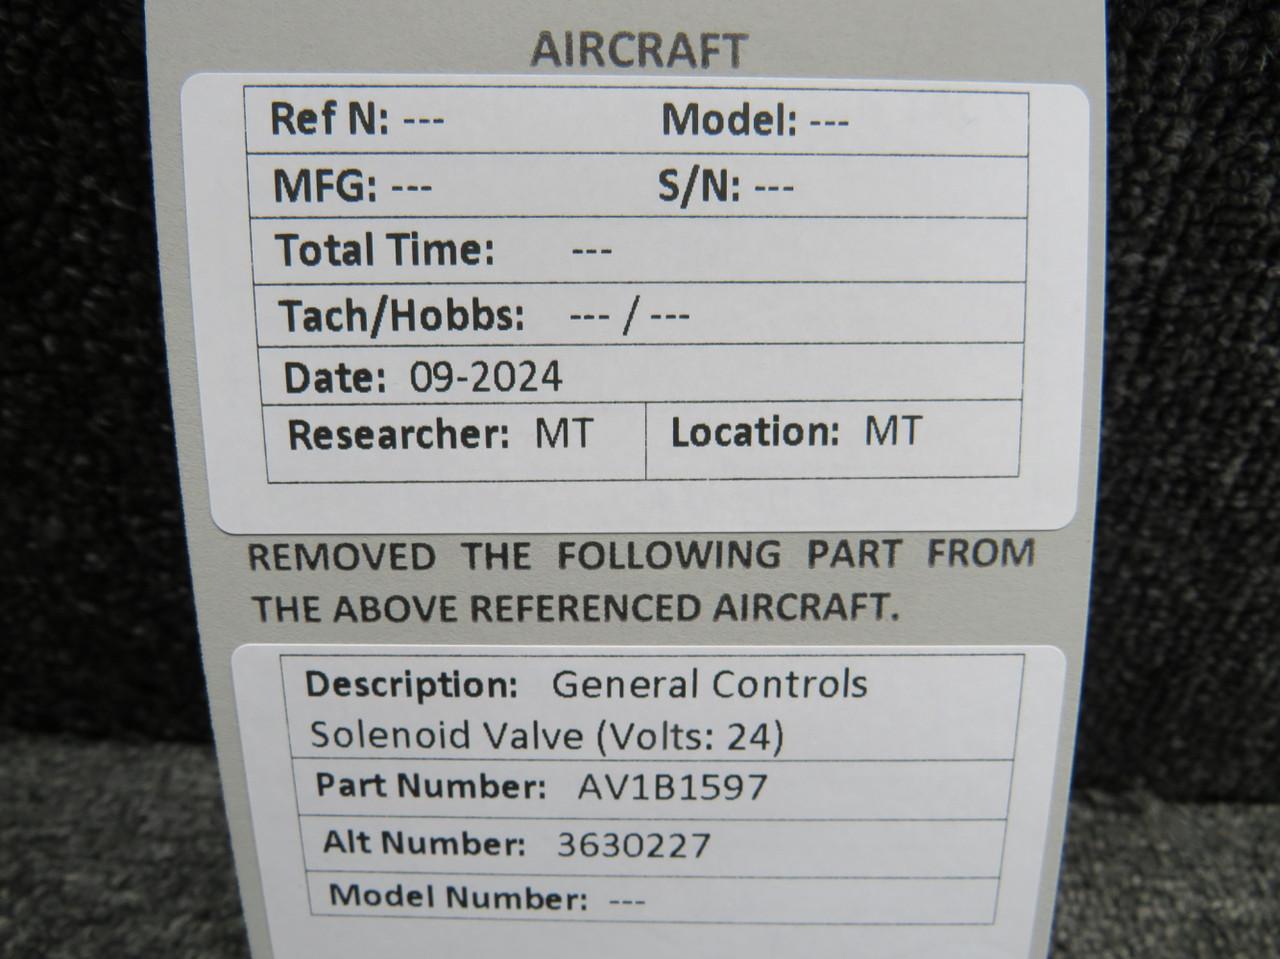 AIRCRAFT
Ref N: --- Model: ---
MFG: --- S/N: ---
Total Time: ---
Tach/Hobbs: --- / ---
Date: 09-2024
Researcher: MT Location: MT
REMOVED THE FOLLOWING PART FROM
THE ABOVE REFERENCED AIRCRAFT.
Description: General Controls
Solenoid Valve (Volts: 24)
Part Number: AV1B1597
Alt Number: 3630227
Model Number: ---